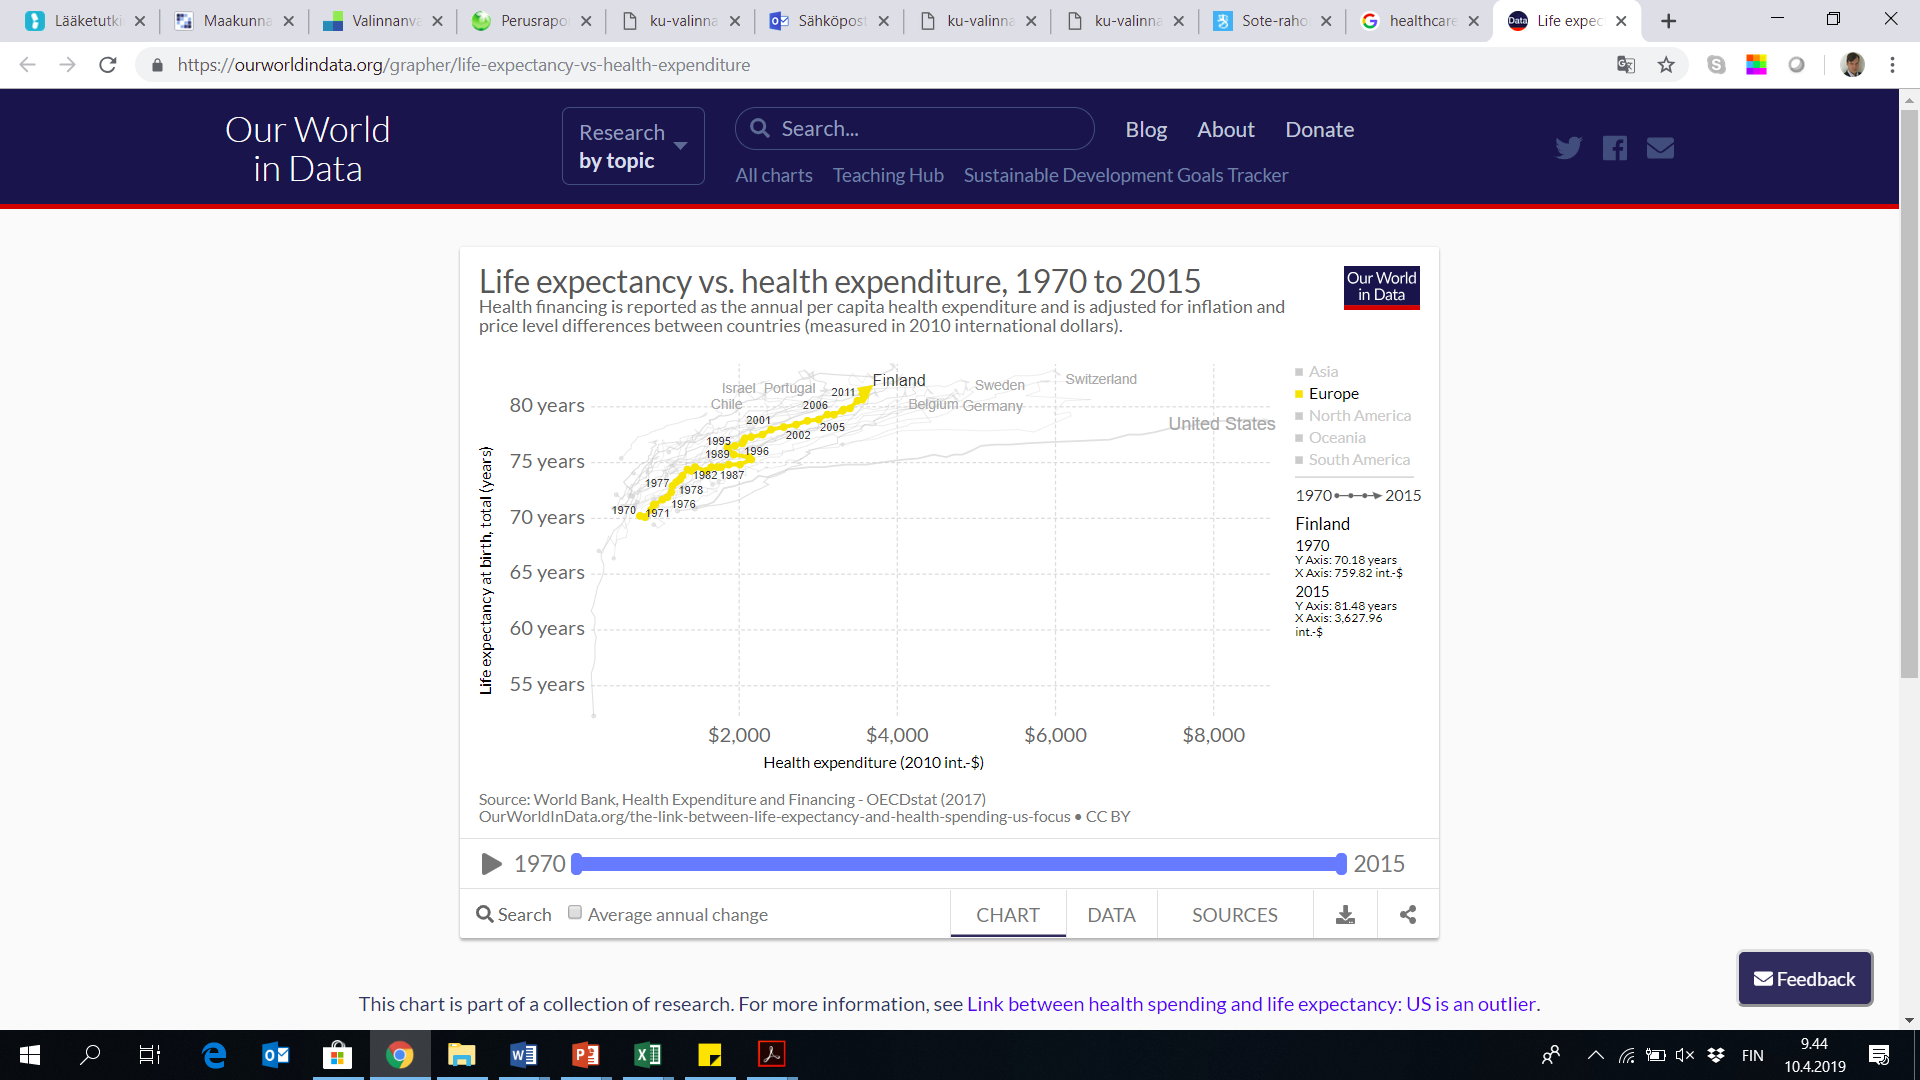 Lääketutki
Maakunna
Valinnanva
Perusrapo
ku-valinna
Sähköpost
ku-valinna
ku-valinna
Sote-raho
healthcare
Life expec
https://ourworldindata.org/grapher/life-expectancy-vs-health-expenditure
Our World
in Data
Research
by topic
Search...
Blog About Donate
All charts Teaching Hub Sustainable Development Goals Tracker
Life expectancy vs. health expenditure, 1970 to 2015
Health financing is reported as the annual per capita health expenditure and is adjusted for inflation and
price level differences between countries (measured in 2010 international dollars).
Our World
in Data
Life expectancy at birth, total (years)
80 years
75 years
70 years
65 years
60 years
55 years
Israel Portugal
Chile
Finland
Sweden
Switzerland
Belgium Germany
United States
2011
2006
2001
2005
2002
1995
1996
1989
1982 1987
1977
1978
1976
1970
1971
$2,000 $4,000 $6,000 $8,000
Health expenditure (2010 int.-$)
Asia
Europe
North America
Oceania
South America
1970 2015
Finland
1970
Y Axis: 70.18 years
X Axis: 759.82 int.-$
2015
Y Axis: 81.48 years
X Axis: 3,627.96
int.-$
Source: World Bank, Health Expenditure and Financing - OECDstat (2017)
OurWorldInData.org/the-link-between-life-expectancy-and-health-spending-us-focus • CC BY
1970 2015
Search Average annual change
CHART DATA SOURCES
Feedback
This chart is part of a collection of research. For more information, see Link between health spending and life expectancy: US is an outlier.
FIN
9.44
10.4.2019